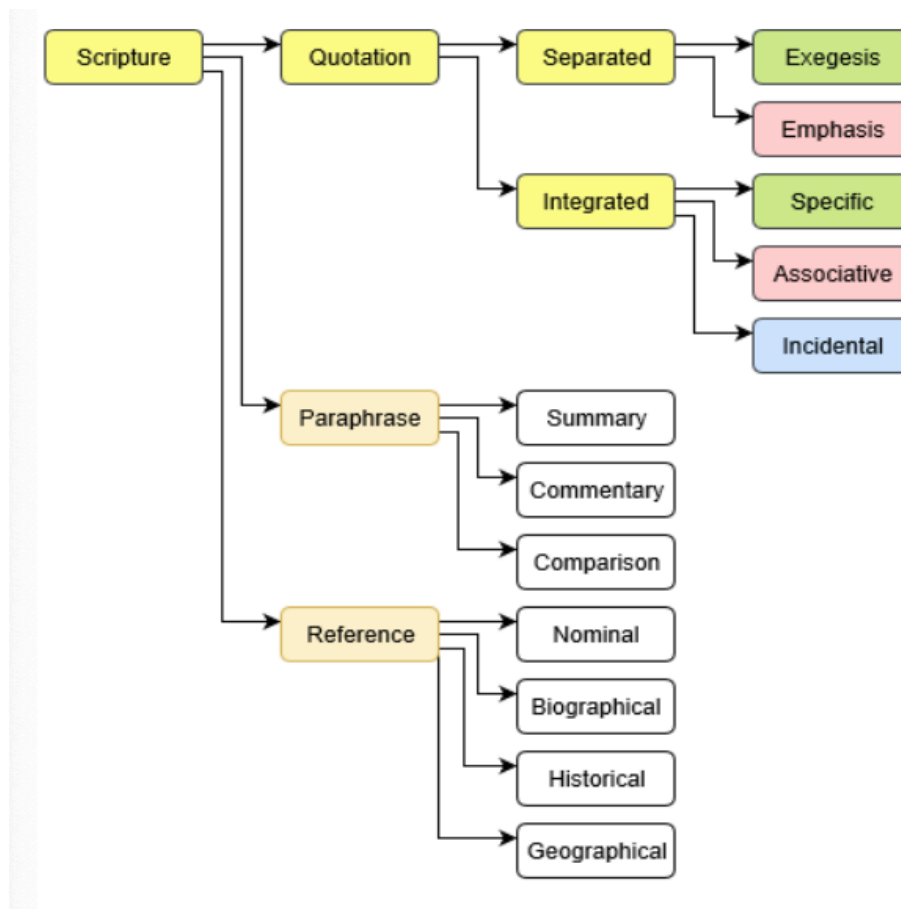 Scripture
Quotation
Separated
Exegesis
Emphasis
Integrated
Specific
Associative
Incidental
Paraphrase
Summary
Commentary
Comparison
Reference
Nominal
Biographical
Historical
Geographical